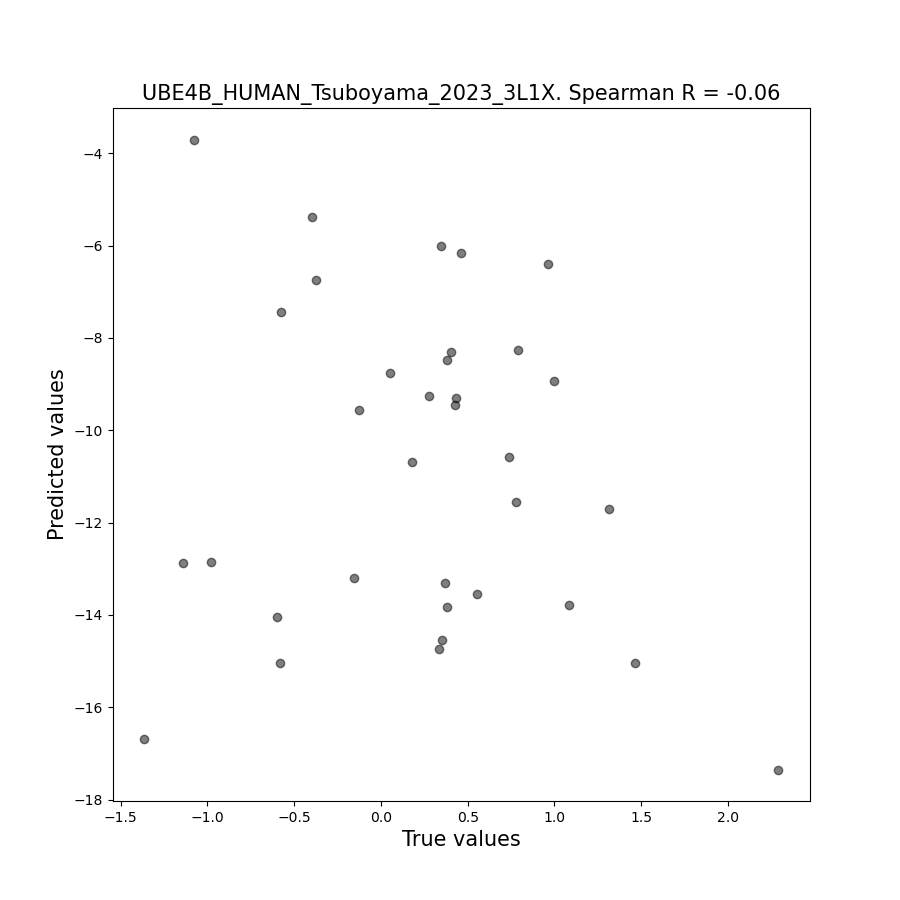 UBE4B_HUMAN_Tsuboyama_2023_3L1X. Spearman R = -0.06
−4
−6
−8
−10
−12
−14
−16
−18
Predicted values
−1.5 −1.0 −0.5 0.0 0.5 1.0 1.5 2.0
True values